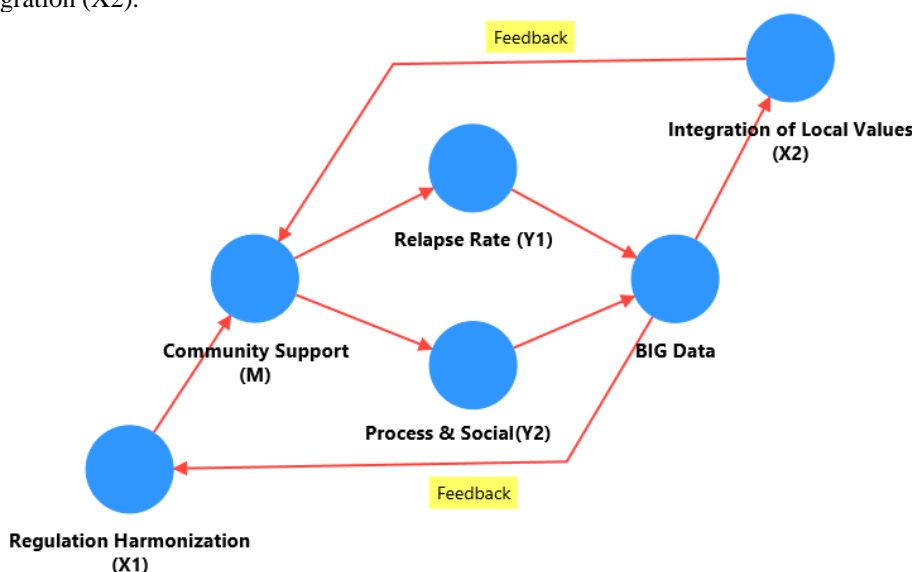 gration (X2).
Feedback
Integration of Local Values
(X2)
Relapse Rate (Y1)
Community Support
(M)
BIG Data
Process & Social(Y2)
Feedback
Regulation Harmonization
(X1)